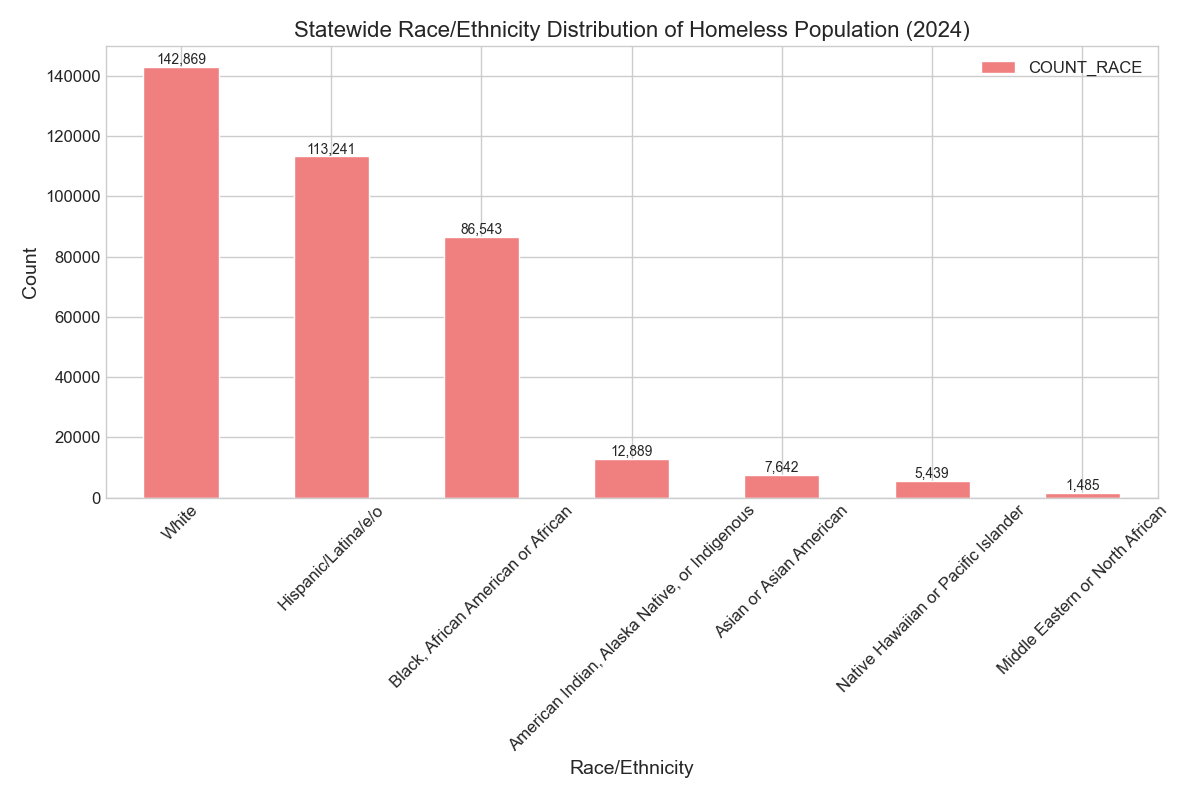 Statewide Race/Ethnicity Distribution of Homeless Population (2024)
COUNT_RACE
Count
140000
120000
100000
80000
60000
40000
20000
0
142,869
113,241
86,543
12,889
7,642
5,439
1,485
White
Hispanic/Latina/e/o
Black, African American or African
American Indian, Alaska Native, or Indigenous
Asian or Asian American
Native Hawaiian or Pacific Islander
Middle Eastern or North African
Race/Ethnicity